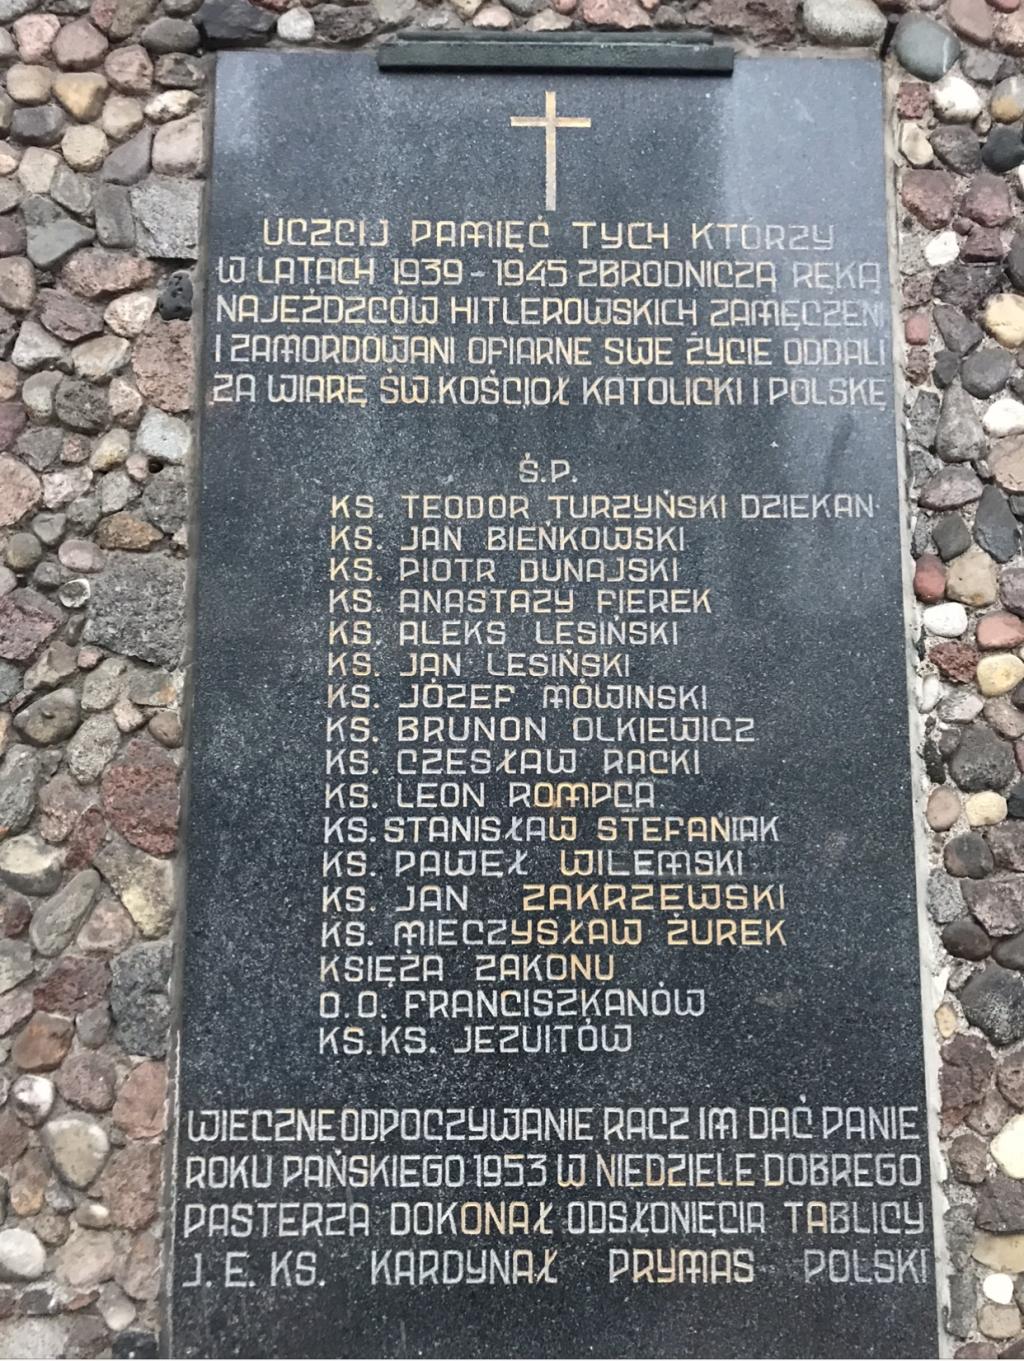 UCZCIJ PAMIĘĆ TYCH KTÓRZY
W LATACH 1939-1945 ZBRODNICZĄ RĘKĄ
NAJEŹDZCÓW HITLEROWSKICH ZAMĘCZENI
I ZAMORDOWANI OFIARNE SWE ŻYCIE ODDALI
ZA WIARĘ ŚW. KOŚCIÓŁ KATOLICKI I POLSKĘ
Ś.P.
KS. TEODOR TURZYŃSKI DZIEKAN
KS. JAN BIEŃKOWSKI
KS. PIOTR DUNAJSKI
KS. ANASTAZY FIEREK
KS. ALEKS LESIŃSKI
KS. JAN LESIŃSKI
KS. JÓZEF MÓWINSKI
KS. BRUNON OLKIEWICZ
KS. CZESŁAW RĄCKI
KS. LEON ROMPCA
KS. STANISŁAW STEFANIAK
KS. PAWEŁ WILEMSKI
KS. JAN ZAKRZEWSKI
KS. MIECZYSŁAW ŻUREK
KSIĘŻA ZAKONU
O.O. FRANCISZKANÓW
KS.KS. JEZUITÓW
WIECZNE ODPOCZYWANIE RACZ IM DAĆ PANIE
ROKU PAŃSKIEGO 1953 W NIEDZIELE DOBREGO
PASTERZA DOKONAŁ ODSŁONIĘCIA TABLICY
J. E. KS. KARDYNAŁ PRYMAS POLSKI